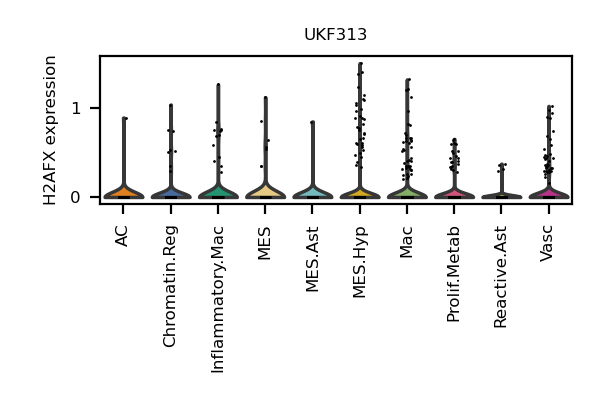 UKF313
H2AFX expression
1
0
AC
Chromatin.Reg
Inflammatory.Mac
MES
MES.Ast
MES.Hyp
Mac
Prolif.Metab
Reactive.Ast
Vasc